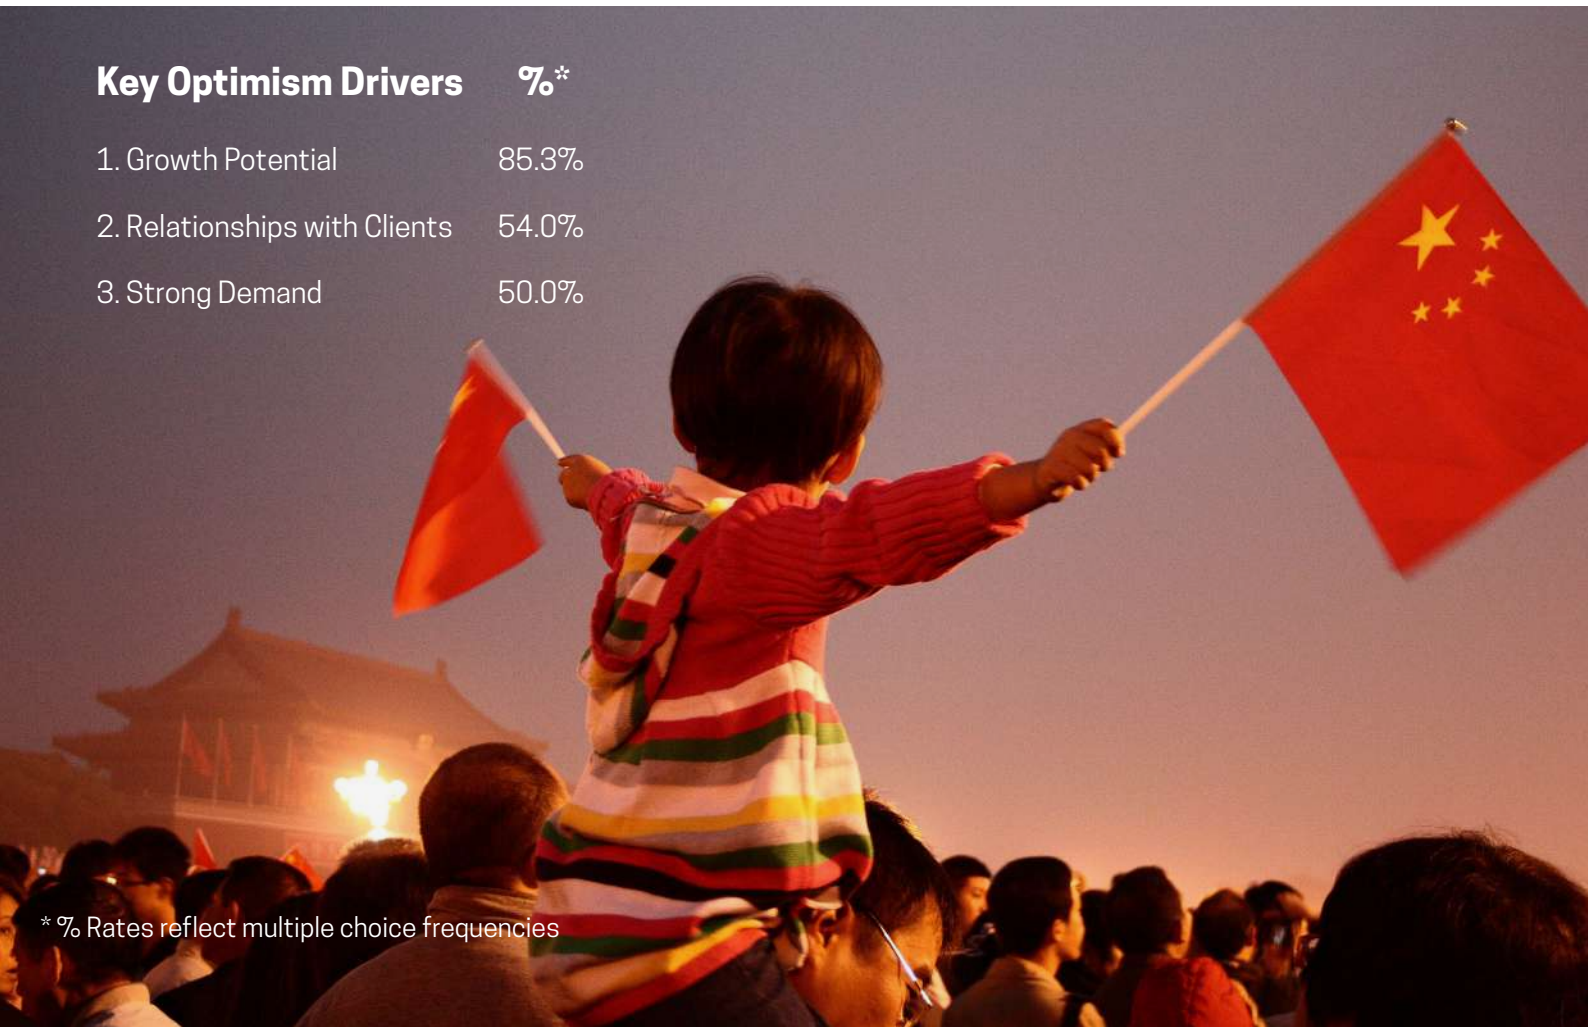 Key Optimism Drivers %*
1. Growth Potential 85.3%
2. Relationships with Clients 54.0%
3. Strong Demand 50.0%
* % Rates reflect multiple choice frequencies